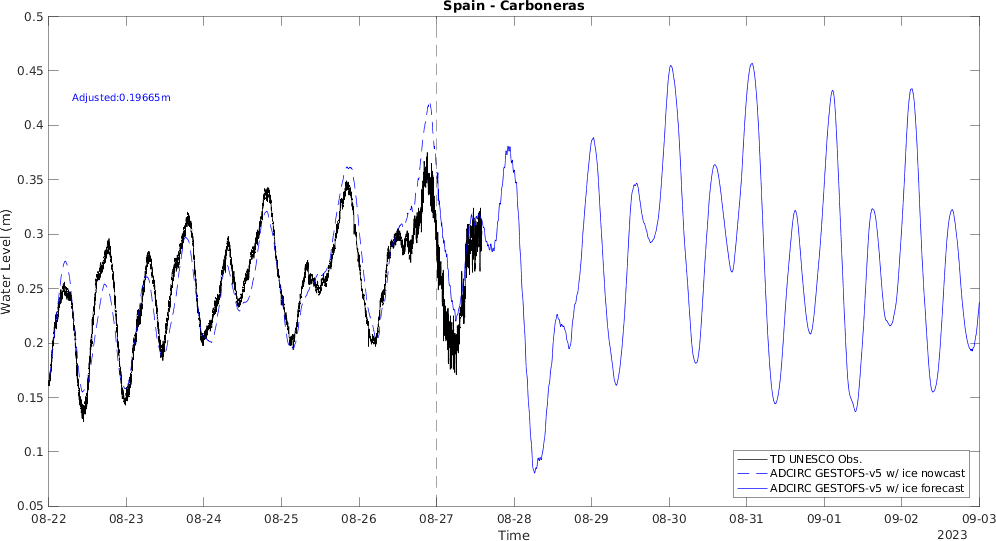 Spain - Carboneras
0.5
0.45
0.4
0.35
0.3
0.25
0.2
0.15
0.1
0.05
Water Level (m)
Adjusted:0.19665m
TD UNESCO Obs.
ADCIRC GESTOFS-v5 w/ ice nowcast
ADCIRC GESTOFS-v5 w/ ice forecast
08-22 08-23 08-24 08-25 08-26 08-27 08-28 08-29 08-30 08-31 09-01 09-02 09-03
Time
2023